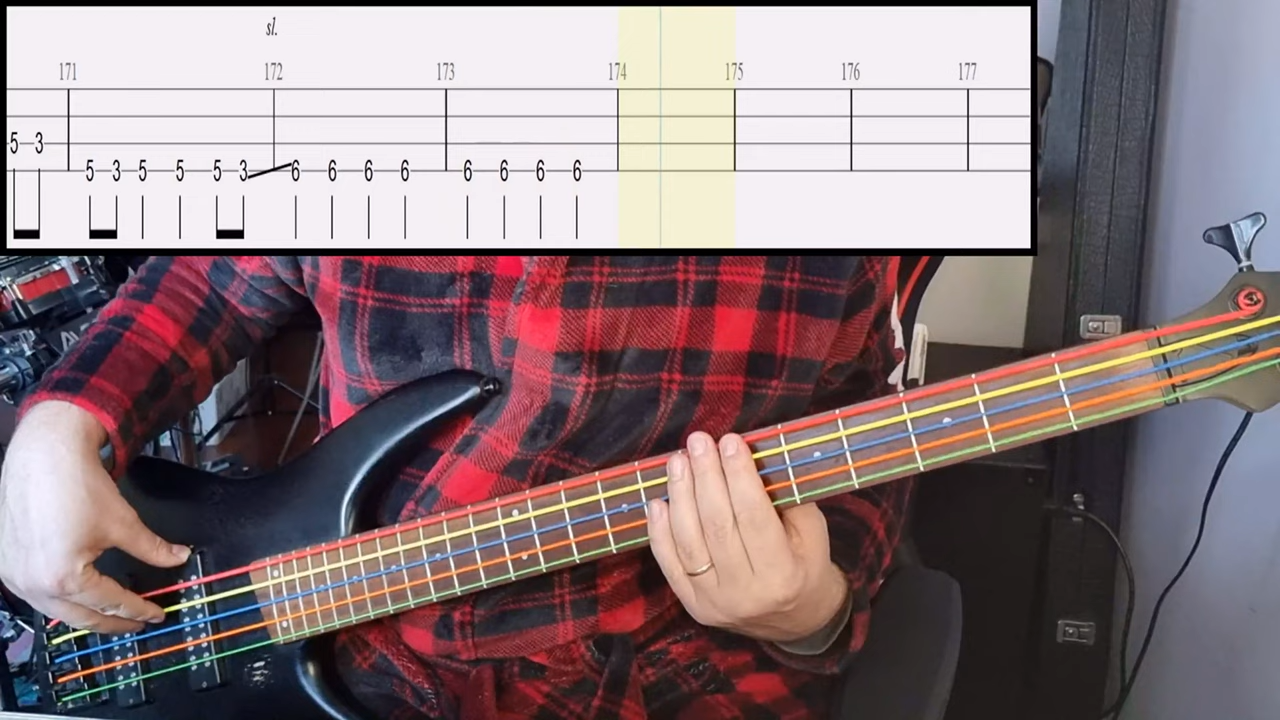 sl.
171 172 173 174 175 176 177
5 3
5 3 5 5 5 3 6 6 6 6 6 6 6 6